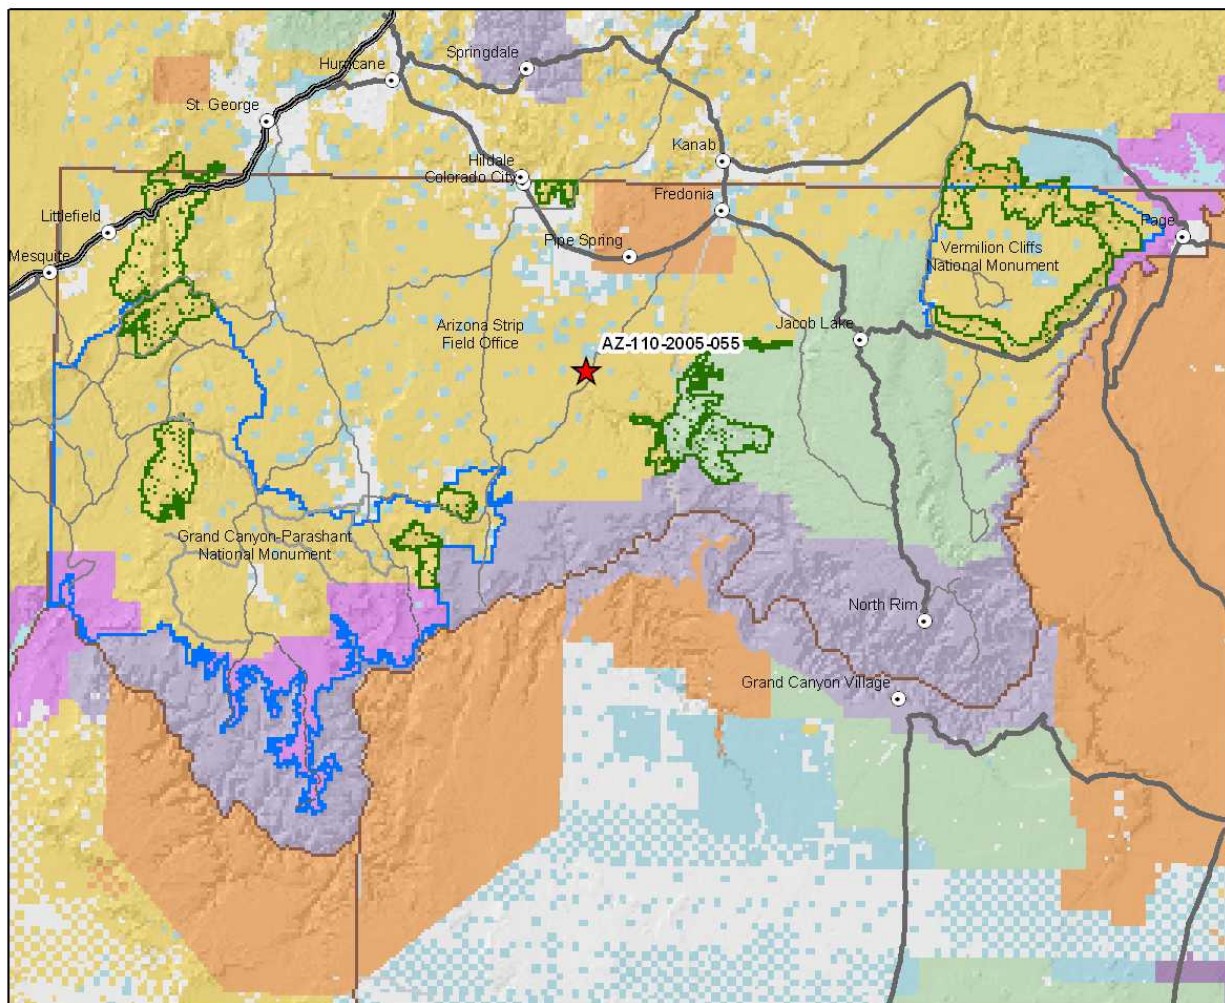 Springdale
Hurricane
St. George
Kanab
Hildale
Colorado City
Fredonia
Littlefield
Page
Pipe Spring
Vermilion Cliffs
National Monument
Mesquite
Arizona Strip
Field Office
Jacob Lake
AZ-110-2005-055
Grand Canyon-Parashant
National Monument
North Rim
Grand Canyon Village